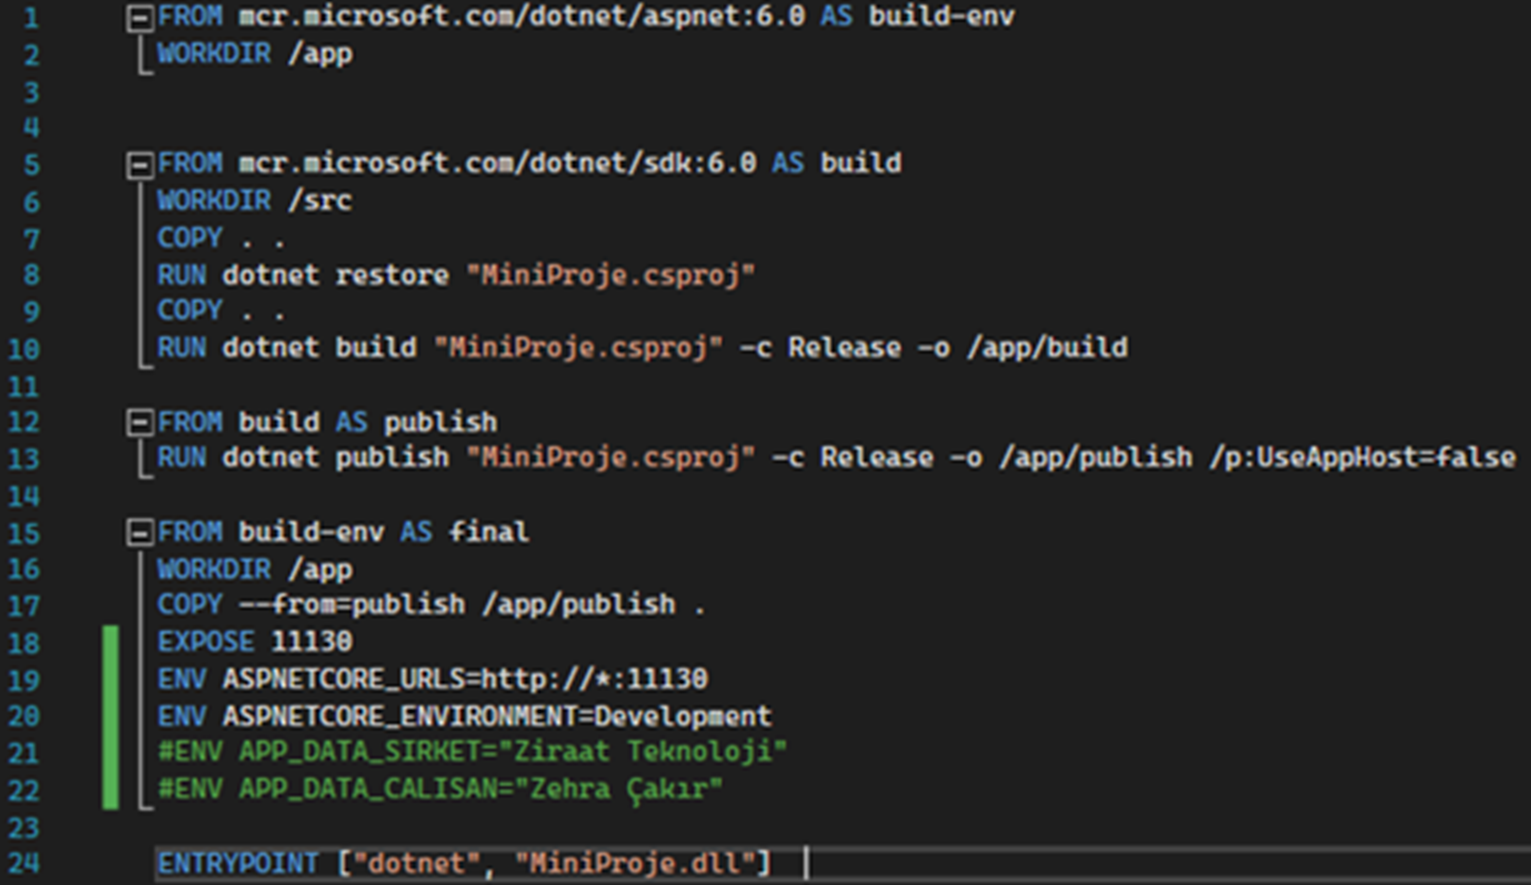 1 FROM mcr.microsoft.com/dotnet/aspnet:6.0 AS build-env
2 WORKDIR /app
3
4
5 FROM mcr.microsoft.com/dotnet/sdk:6.0 AS build
6 WORKDIR /src
7 COPY . .
8 RUN dotnet restore "MiniProje.csproj"
9 COPY . .
10 RUN dotnet build "MiniProje.csproj" -c Release -o /app/build
11
12 FROM build AS publish
13 RUN dotnet publish "MiniProje.csproj" -c Release -o /app/publish /p:UseAppHost=false
14
15 FROM build-env AS final
16 WORKDIR /app
17 COPY --from=publish /app/publish .
18 EXPOSE 11130
19 ENV ASPNETCORE_URLS=http://*:11130
20 ENV ASPNETCORE_ENVIRONMENT=Development
21 #ENV APP_DATA_SIRKET="Ziraat Teknoloji"
22 #ENV APP_DATA_CALISAN="Zehra Çakır"
23
24 ENTRYPOINT ["dotnet", "MiniProje.dll"]